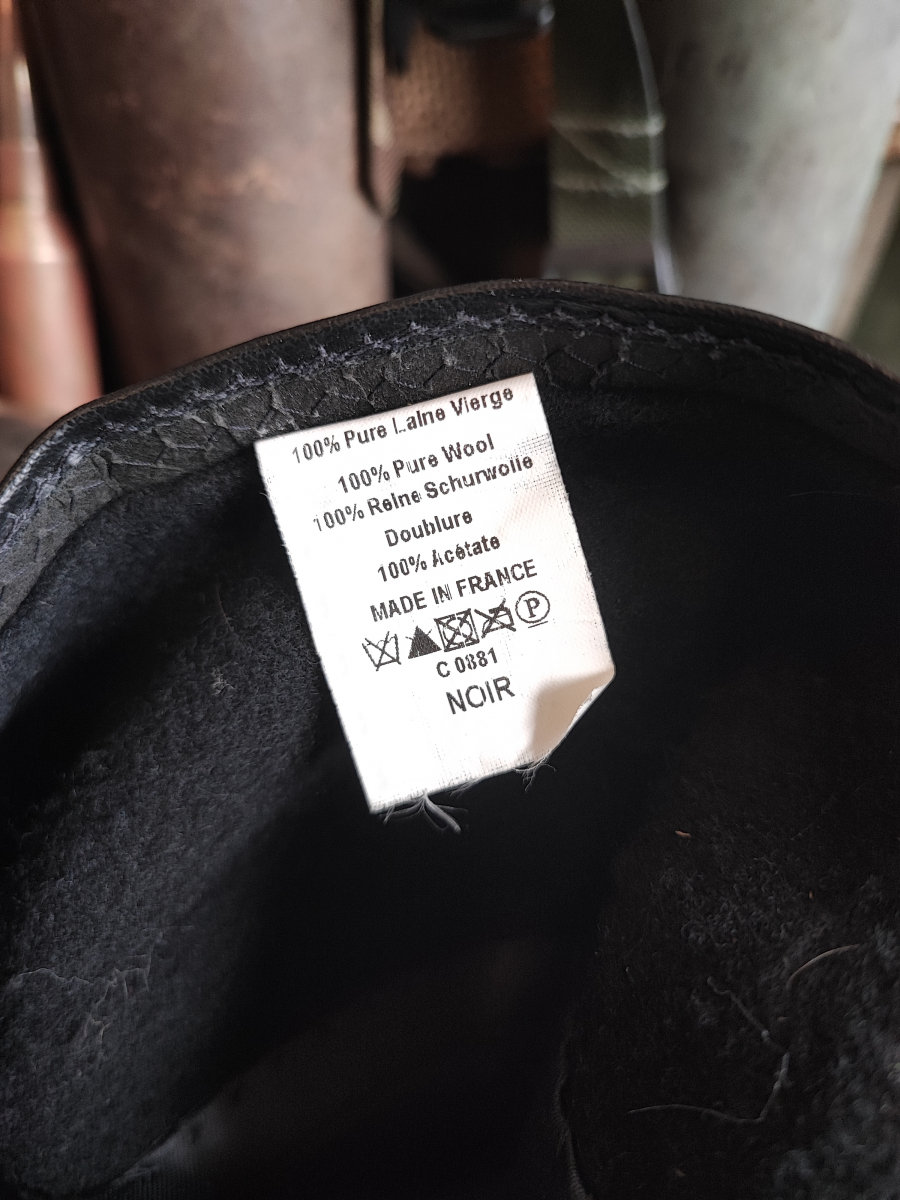 100% Pure Laine Vierge
100% Pure Wool
100% Reine Schurwolle
Doublure
100% Acétate
MADE IN FRANCE
P
C 0881
NOIR